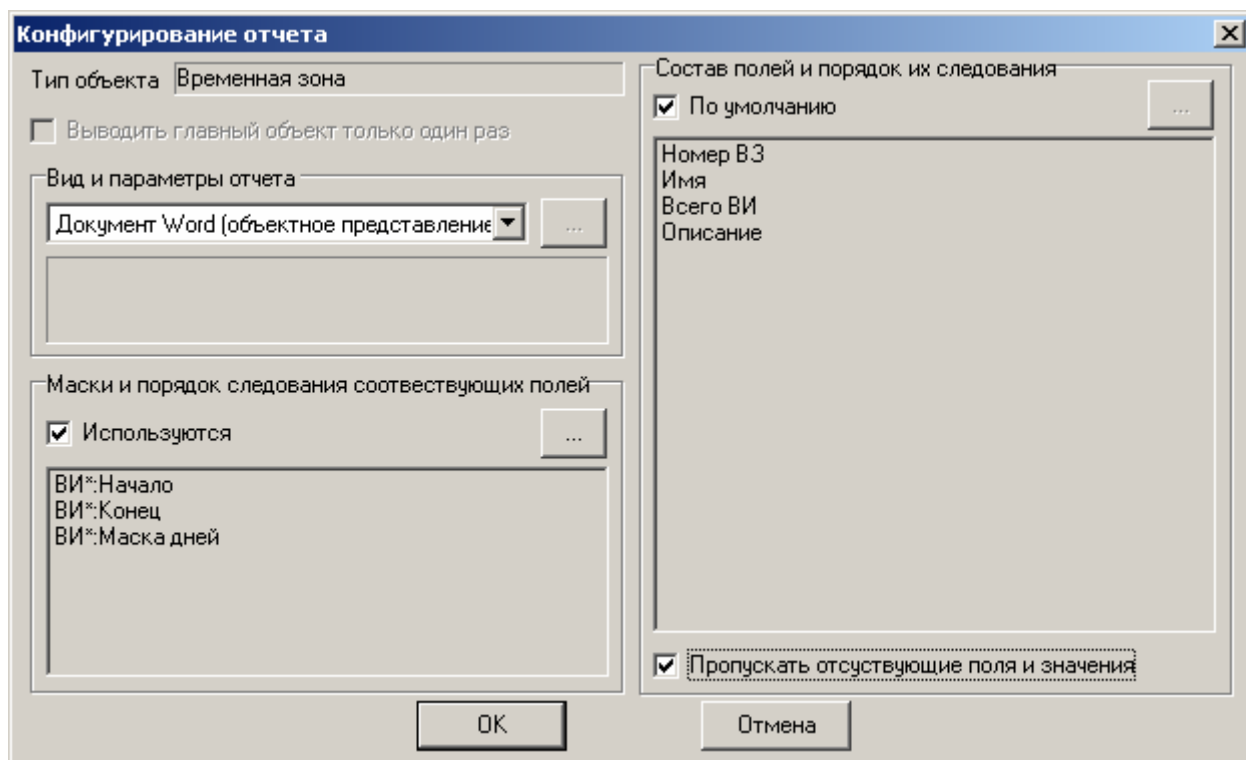 Конфигурирование отчета
Тип объекта Временная зона
Выводить главный объект только один раз
Вид и параметры отчета
Документ Word (объектное представление
...
Маски и порядок следования соотвествующих полей
Используются
...
ВИ*:Начало
ВИ*:Конец
ВИ*:Маска дней
Состав полей и порядок их следования
По умолчанию
...
Номер ВЗ
Имя
Всего ВИ
Описание
Пропускать отсуствующие поля и значения
OK
Отмена